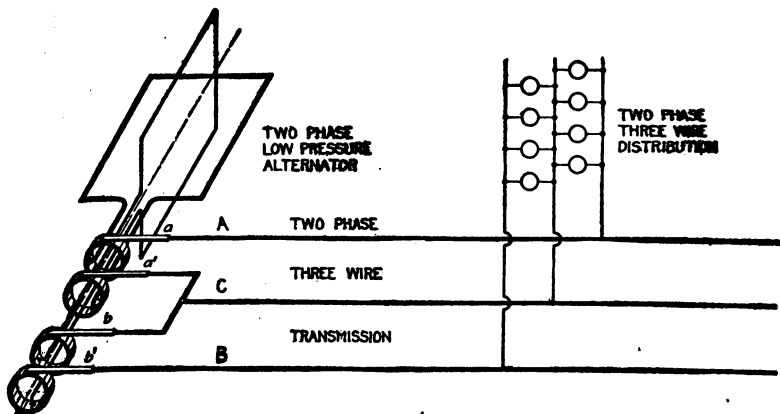 TWO PHASE
LOW PRESSURE
ALTERNATOR
TWO PHASE
THREE WIRE
DISTRIBUTION
a
A
TWO PHASE
a'
THREE WIRE
C
b
TRANSMISSION
b'
B